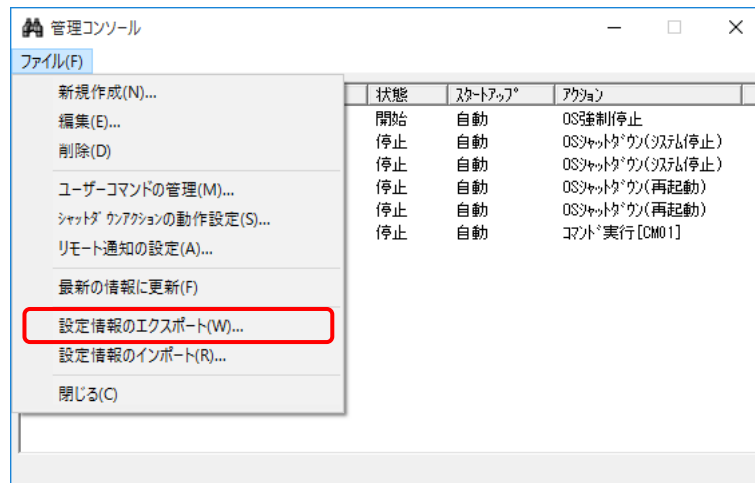 管理コンソール
ファイル(F)
新規作成(N)...
編集(E)...
削除(D)
ユーザーコマンドの管理(M)...
ｼｬｯﾄﾀﾞｳﾝｱｸｼｮﾝの動作設定(S)...
リモート通知の設定(A)...
最新の情報に更新(F)
設定情報のエクスポート(W)...
設定情報のインポート(R)...
閉じる(C)
状態 ｽﾀｰﾄｱｯﾌﾟ ｱｸｼｮﾝ
開始 自動 OS強制停止
停止 自動 OSｼｬｯﾄﾀﾞｳﾝ(ｼｽﾃﾑ停止)
停止 自動 OSｼｬｯﾄﾀﾞｳﾝ(ｼｽﾃﾑ停止)
停止 自動 OSｼｬｯﾄﾀﾞｳﾝ(再起動)
停止 自動 OSｼｬｯﾄﾀﾞｳﾝ(再起動)
停止 自動 ｺﾏﾝﾄﾞ実行[CM01]